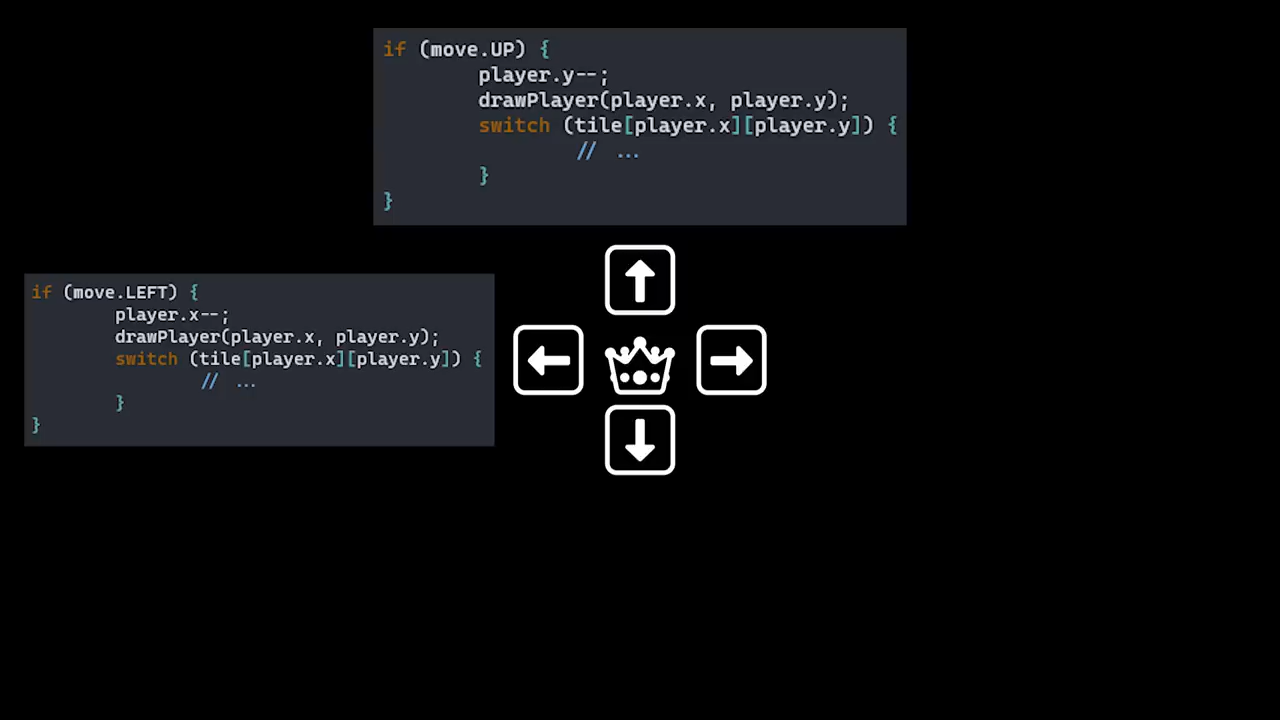 if (move.UP) {
player.y--;
drawPlayer(player.x, player.y);
switch (tile[player.x][player.y]) {
// ...
}
}
if (move.LEFT) {
player.x--;
drawPlayer(player.x, player.y);
switch (tile[player.x][player.y]) {
// ...
}
}